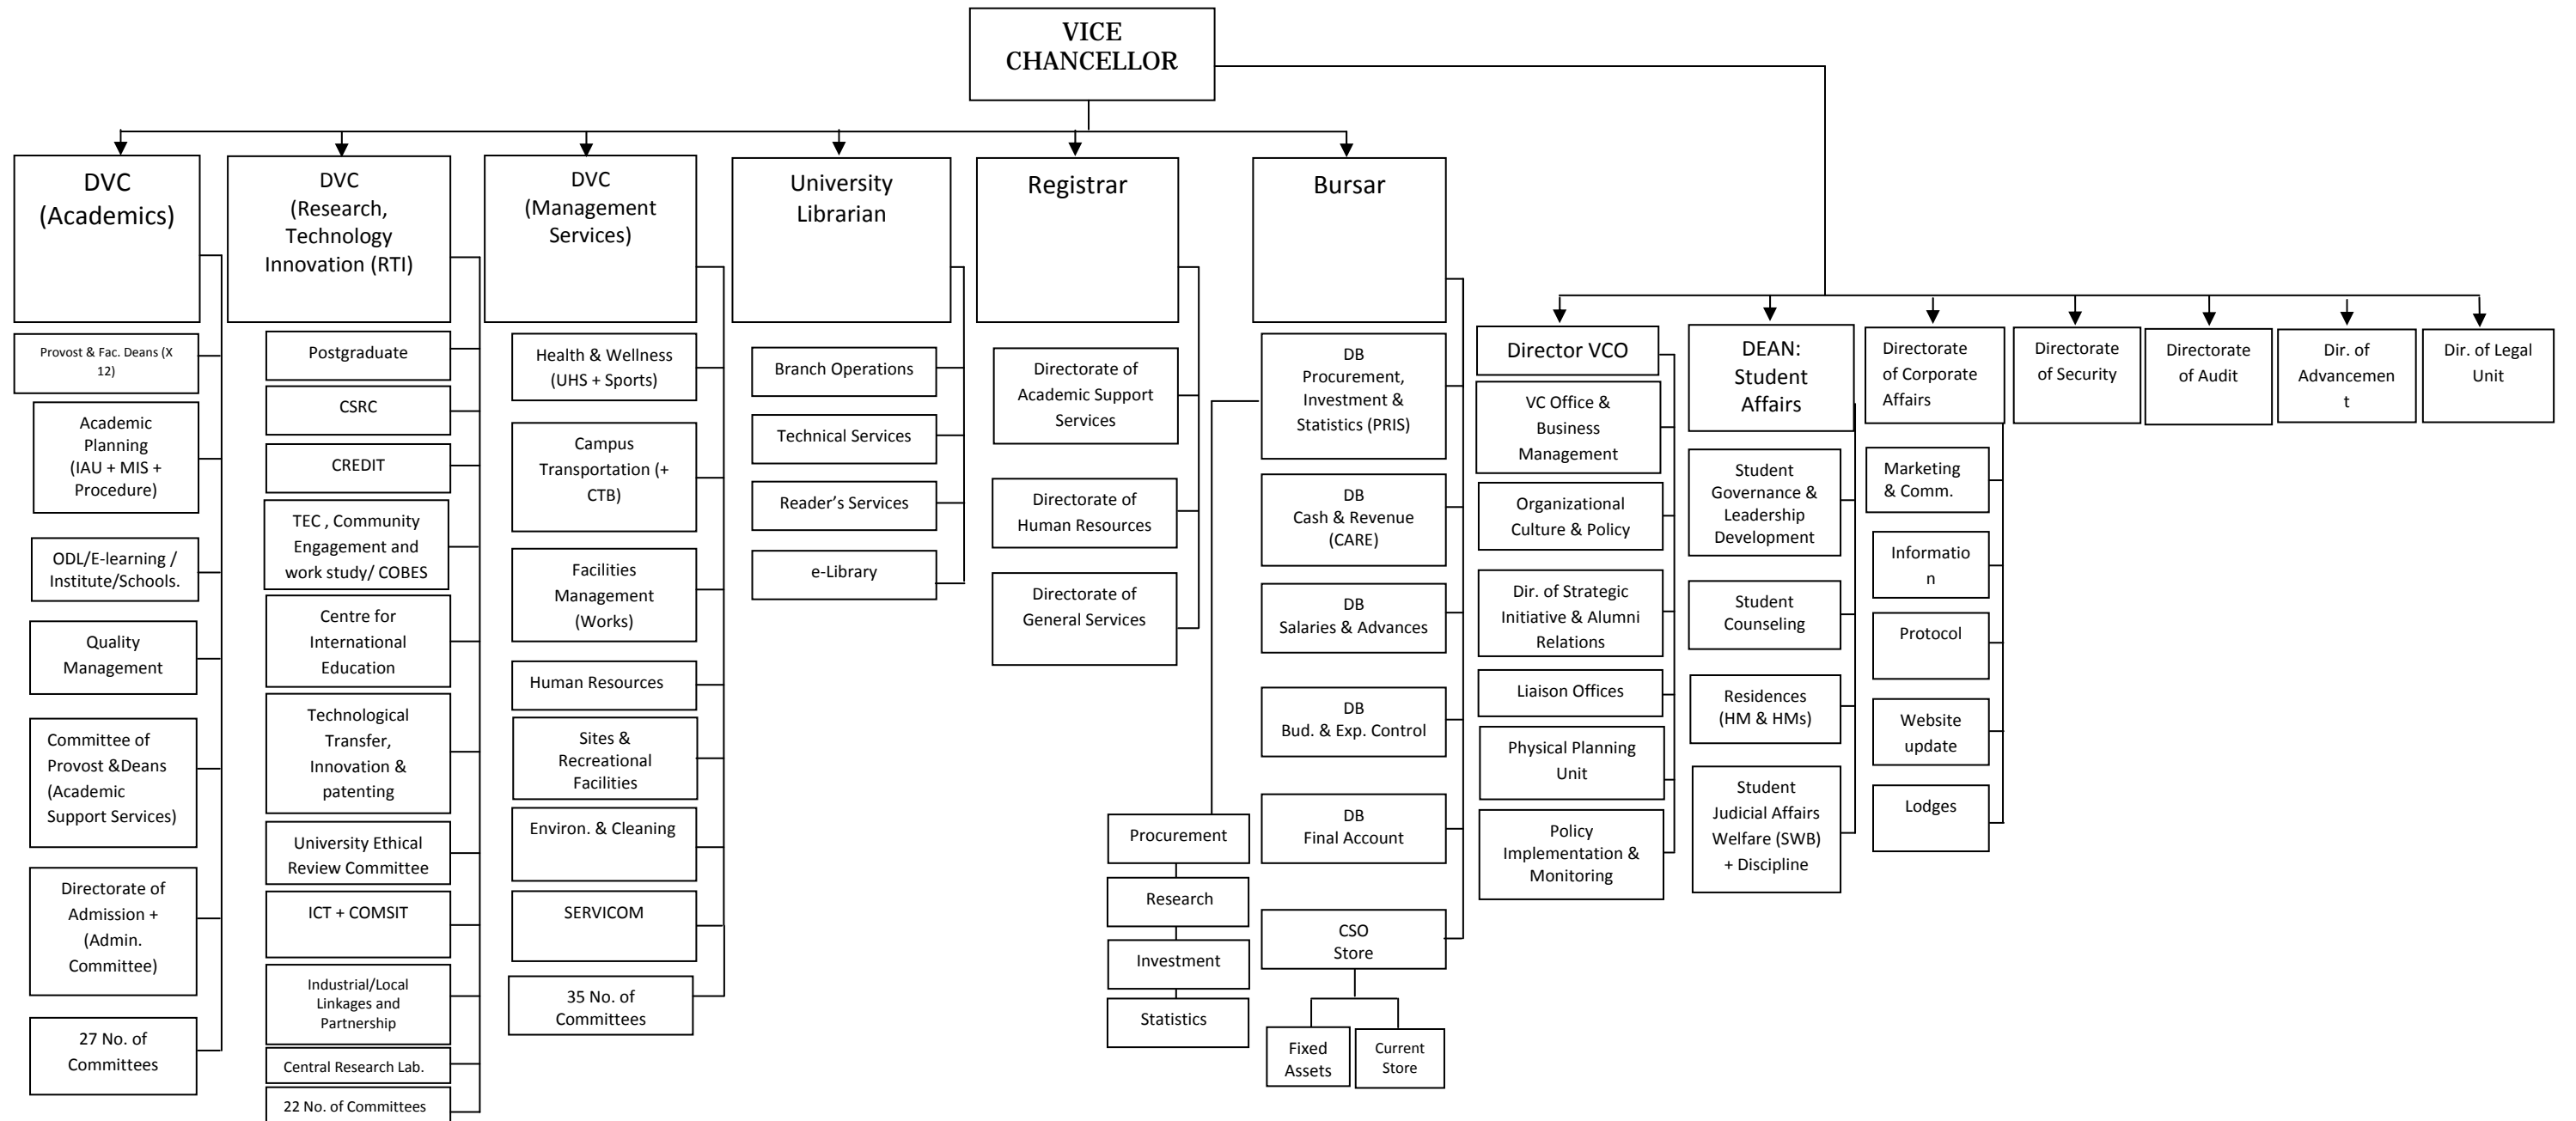 VICE
CHANCELLOR
DVC
(Academics)
Provost & Fac. Deans (X
12)
Academic
Planning
(IAU + MIS +
Procedure)
ODL/E-learning /
Institute/Schools.
Quality
Management
Committee of
Provost &Deans
(Academic
Support Services)
Directorate of
Admission +
(Admin.
Committee)
27 No. of
Committees
DVC
(Research,
Technology
Innovation (RTI)
Postgraduate
CSRC
CREDIT
TEC , Community
Engagement and
work study/ COBES
Centre for
International
Education
Technological
Transfer,
Innovation &
patenting
University Ethical
Review Committee
ICT + COMSIT
Industrial/Local
Linkages and
Partnership
Central Research Lab.
22 No. of Committees
DVC
(Management
Services)
Health & Wellness
(UHS + Sports)
Campus
Transportation (+
CTB)
Facilities
Management
(Works)
Human Resources
Sites &
Recreational
Facilities
Environ. & Cleaning
SERVICOM
35 No. of
Committees
University
Librarian
Branch Operations
Technical Services
Reader’s Services
e-Library
Registrar
Directorate of
Academic Support
Services
Directorate of
Human Resources
Directorate of
General Services
Bursar
DB
Procurement,
Investment &
Statistics (PRIS)
Procurement
Research
Investment
Statistics
DB
Cash & Revenue
(CARE)
DB
Salaries & Advances
DB
Bud. & Exp. Control
DB
Final Account
CSO
Store
Fixed
Assets
Current
Store
Director VCO
VC Office &
Business
Management
Organizational
Culture & Policy
Dir. of Strategic
Initiative & Alumni
Relations
Liaison Offices
Physical Planning
Unit
Policy
Implementation &
Monitoring
DEAN:
Student
Affairs
Student
Governance &
Leadership
Development
Student
Counseling
Residences
(HM & HMs)
Student
Judicial Affairs
Welfare (SWB)
+ Discipline
Directorate
of Corporate
Affairs
Marketing
& Comm.
Informatio
n
Protocol
Website
update
Lodges
Directorate
of Security
Directorate
of Audit
Dir. of
Advancemen
t
Dir. of Legal
Unit